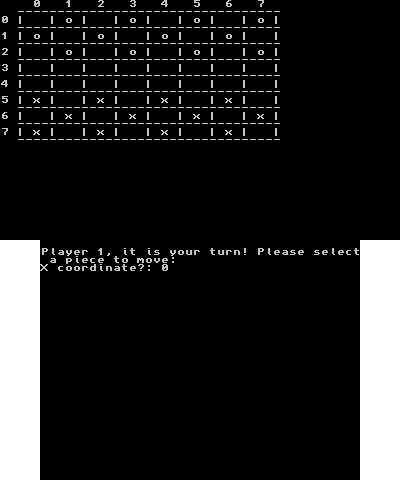 0   1   2   3   4   5   6   7
  ---------------------------------
0 |   | o |   | o |   | o |   | o |
  ---------------------------------
1 | o |   | o |   | o |   | o |   |
  ---------------------------------
2 |   | o |   | o |   | o |   | o |
  ---------------------------------
3 |   |   |   |   |   |   |   |   |
  ---------------------------------
4 |   |   |   |   |   |   |   |   |
  ---------------------------------
5 | x |   | x |   | x |   | x |   |
  ---------------------------------
6 |   | x |   | x |   | x |   | x |
  ---------------------------------
7 | x |   | x |   | x |   | x |   |
  ---------------------------------
Player 1, it is your turn! Please select
 a piece to move:
X coordinate?: 0